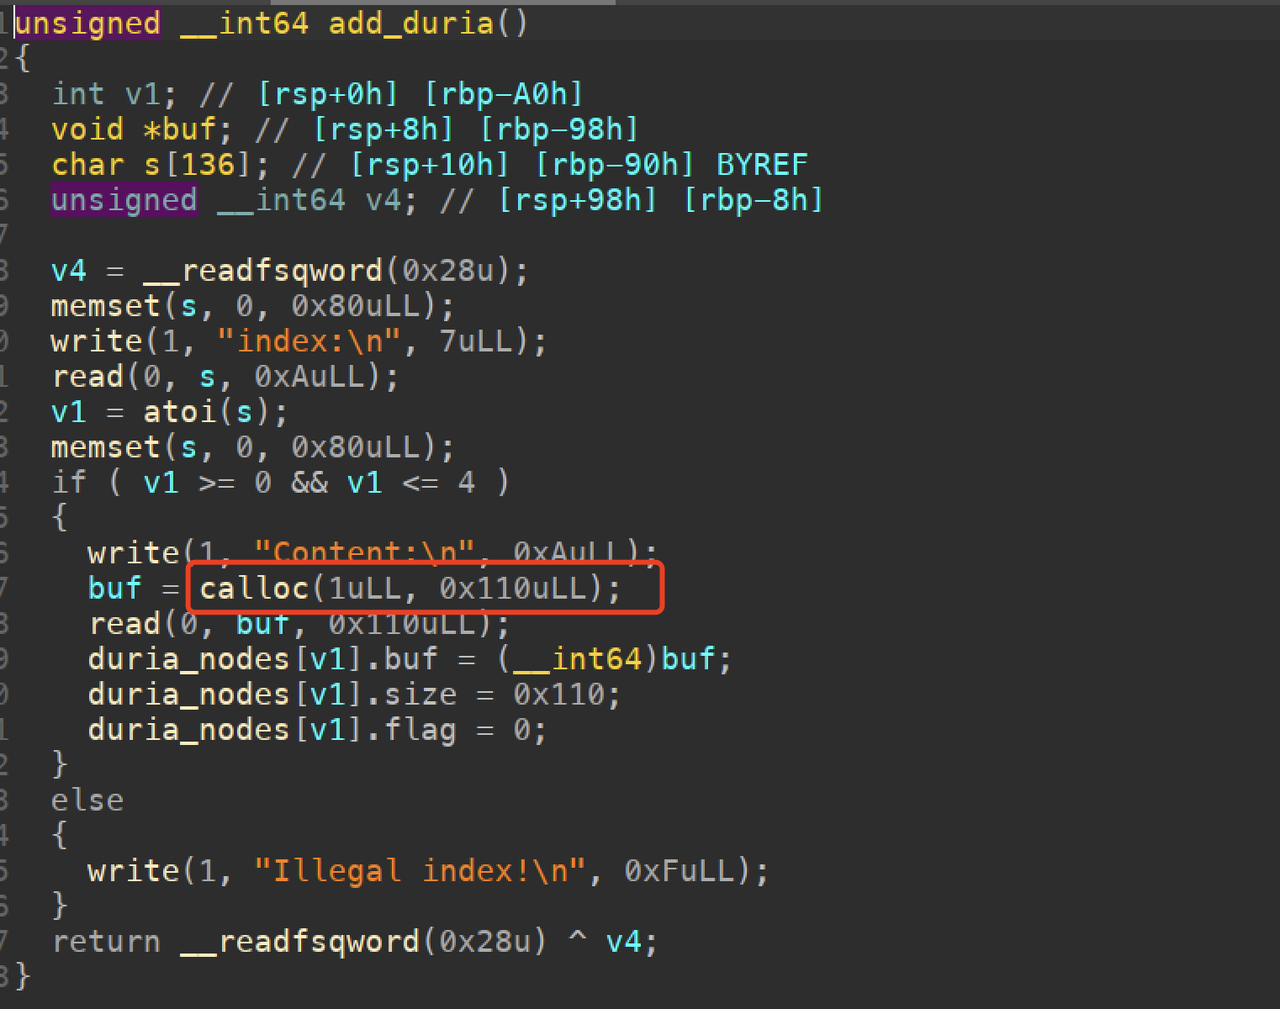 1 unsigned __int64 add_duria()
2 {
3   int v1; // [rsp+0h] [rbp-A0h]
4   void *buf; // [rsp+8h] [rbp-98h]
5   char s[136]; // [rsp+10h] [rbp-90h] BYREF
6   unsigned __int64 v4; // [rsp+98h] [rbp-8h]
7
8   v4 = __readfsqword(0x28u);
9   memset(s, 0, 0x80uLL);
0   write(1, "index:\n", 7uLL);
1   read(0, s, 0xAuLL);
2   v1 = atoi(s);
3   memset(s, 0, 0x80uLL);
4   if ( v1 >= 0 && v1 <= 4 )
5   {
6     write(1, "Content:\n", 0xAuLL);
7     buf = calloc(1uLL, 0x110uLL);
8     read(0, buf, 0x110uLL);
9     duria_nodes[v1].buf = (__int64)buf;
0     duria_nodes[v1].size = 0x110;
1     duria_nodes[v1].flag = 0;
2   }
3   else
4   {
5     write(1, "Illegal index!\n", 0xFuLL);
6   }
7   return __readfsqword(0x28u) ^ v4;
8 }